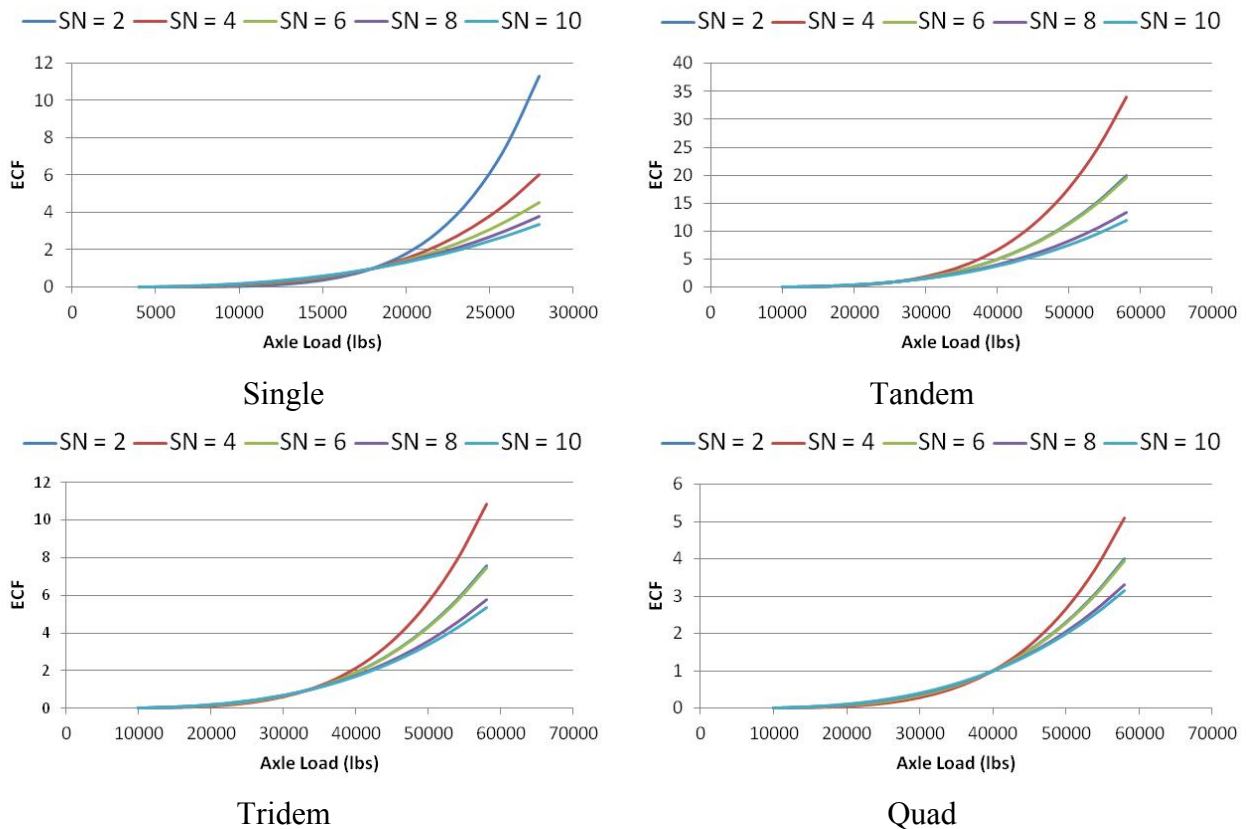 SN = 2 SN = 4 SN = 6 SN = 8 SN = 10
12
10
8
6
4
2
0
ECF
0 5000 10000 15000 20000 25000 30000
Axle Load (lbs)
Single
SN = 2 SN = 4 SN = 6 SN = 8 SN = 10
40
35
30
25
20
15
10
5
0
ECF
0 10000 20000 30000 40000 50000 60000 70000
Axle Load (lbs)
Tandem
SN = 2 SN = 4 SN = 6 SN = 8 SN = 10
12
10
8
6
4
2
0
ECF
0 10000 20000 30000 40000 50000 60000 70000
Axle Load (lbs)
Tridem
SN = 2 SN = 4 SN = 6 SN = 8 SN = 10
6
5
4
3
2
1
0
ECF
0 10000 20000 30000 40000 50000 60000 70000
Axle Load (lbs)
Quad